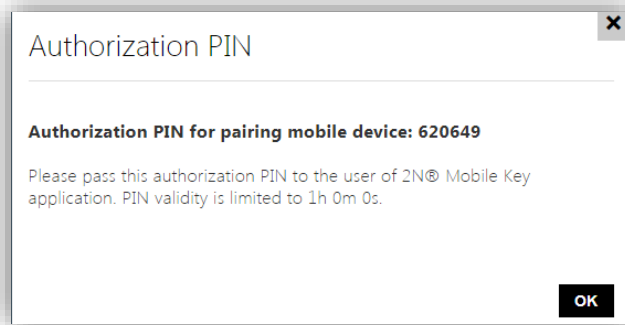 Authorization PIN
Authorization PIN for pairing mobile device: 620649
Please pass this authorization PIN to the user of 2N® Mobile Key
application. PIN validity is limited to 1h 0m 0s.
OK